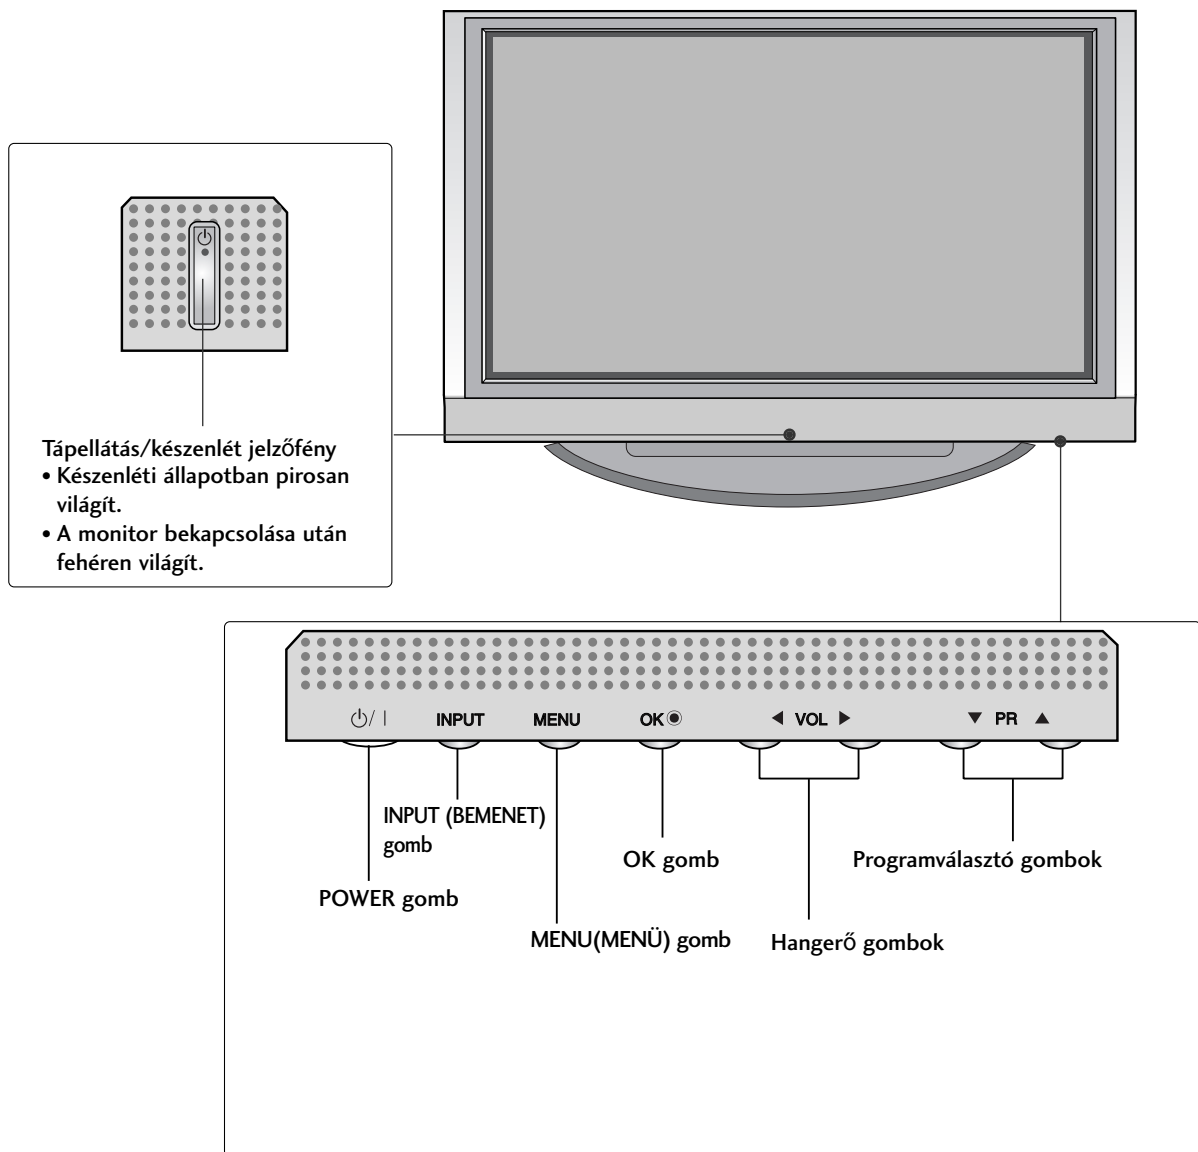 Tápellátás/készenlét jelzőfény
• Készenléti állapotban pirosan
világít.
• A monitor bekapcsolása után
fehéren világít.
⏻/ I INPUT MENU OK◉ ◀ VOL ▶ ▼ PR ▲
INPUT (BEMENET)
gomb
OK gomb
Programválasztó gombok
POWER gomb
MENU(MENÜ) gomb
Hangerő gombok